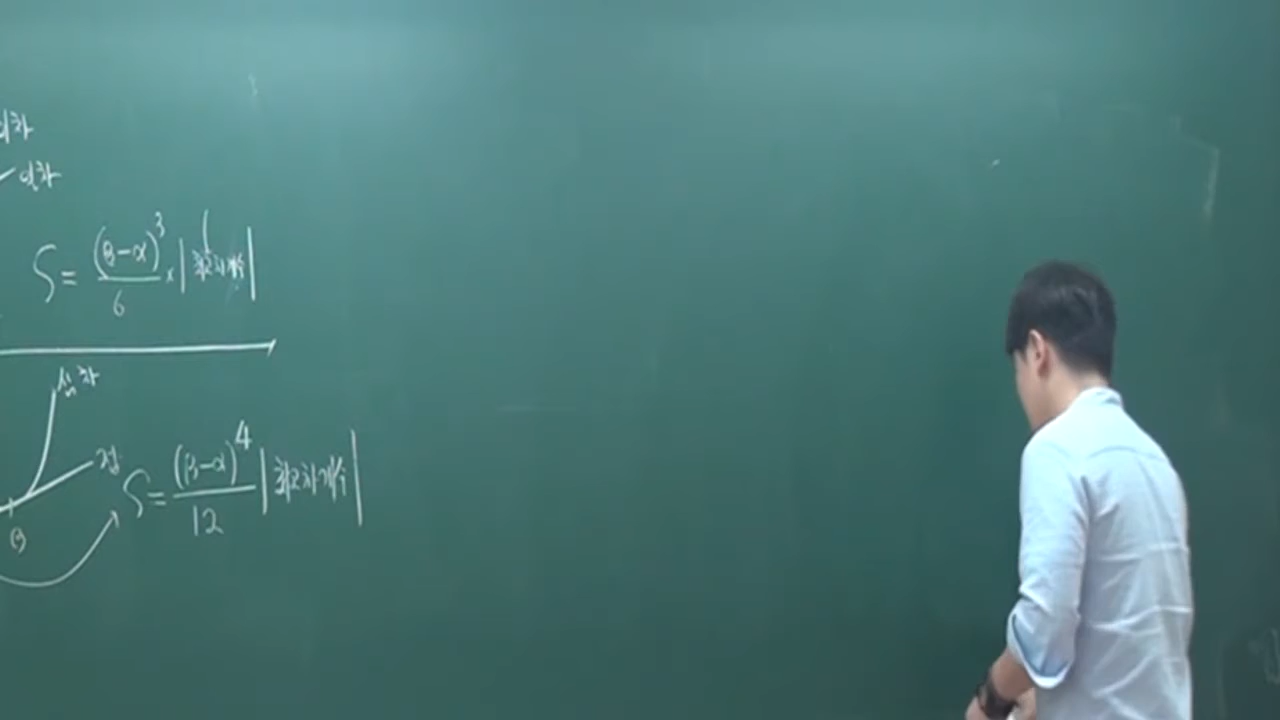 이차
일차
S = (β-α)³/6 × |최고차계수|
삼차
접
S = (β-α)⁴/12 |최고차계수|
β